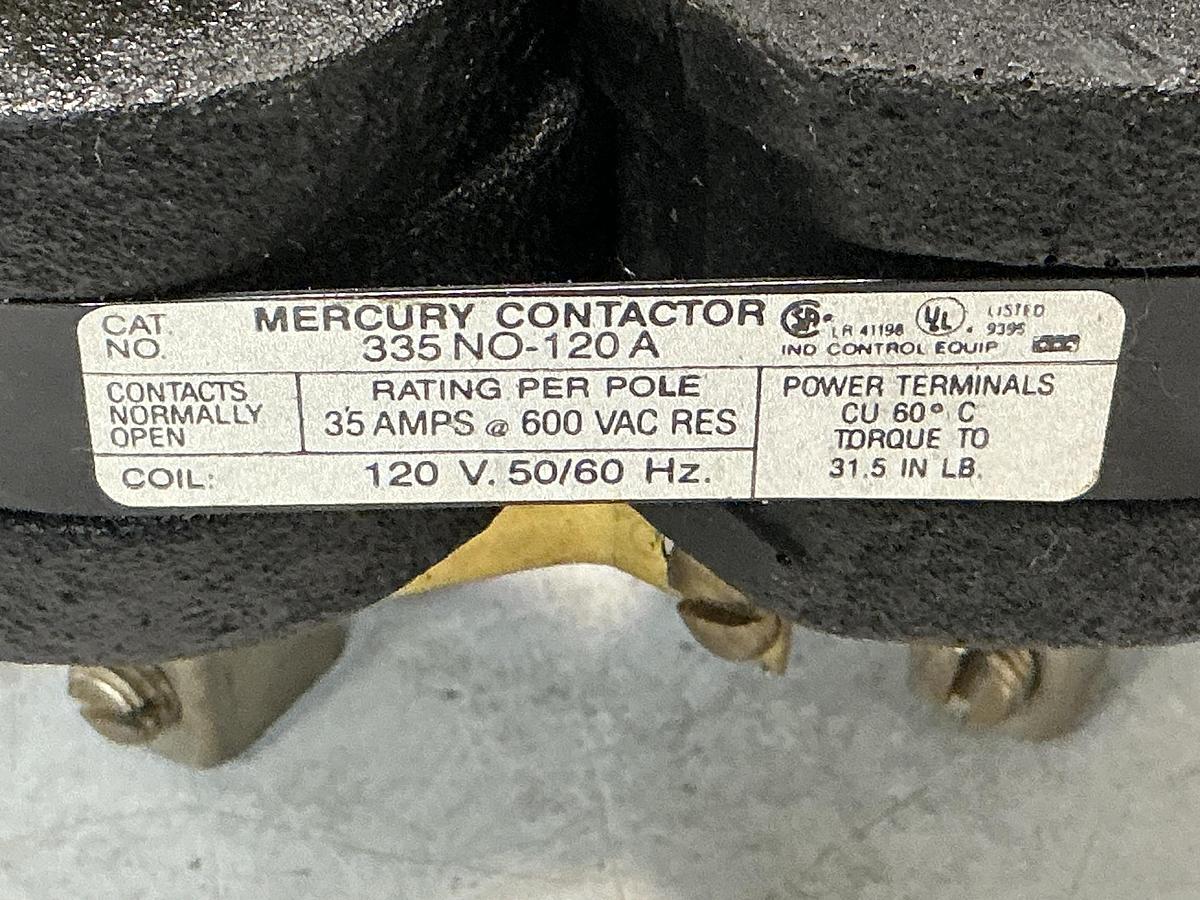 CAT. NO.
MERCURY CONTACTOR
335 NO-120 A
SA LR 41198 UL LISTED 9395
IND CONTROL EQUIP
CONTACTS
NORMALLY
OPEN
RATING PER POLE
35 AMPS @ 600 VAC RES
COIL: 120 V. 50/60 Hz.
POWER TERMINALS
CU 60° C
TORQUE TO
31.5 IN LB.